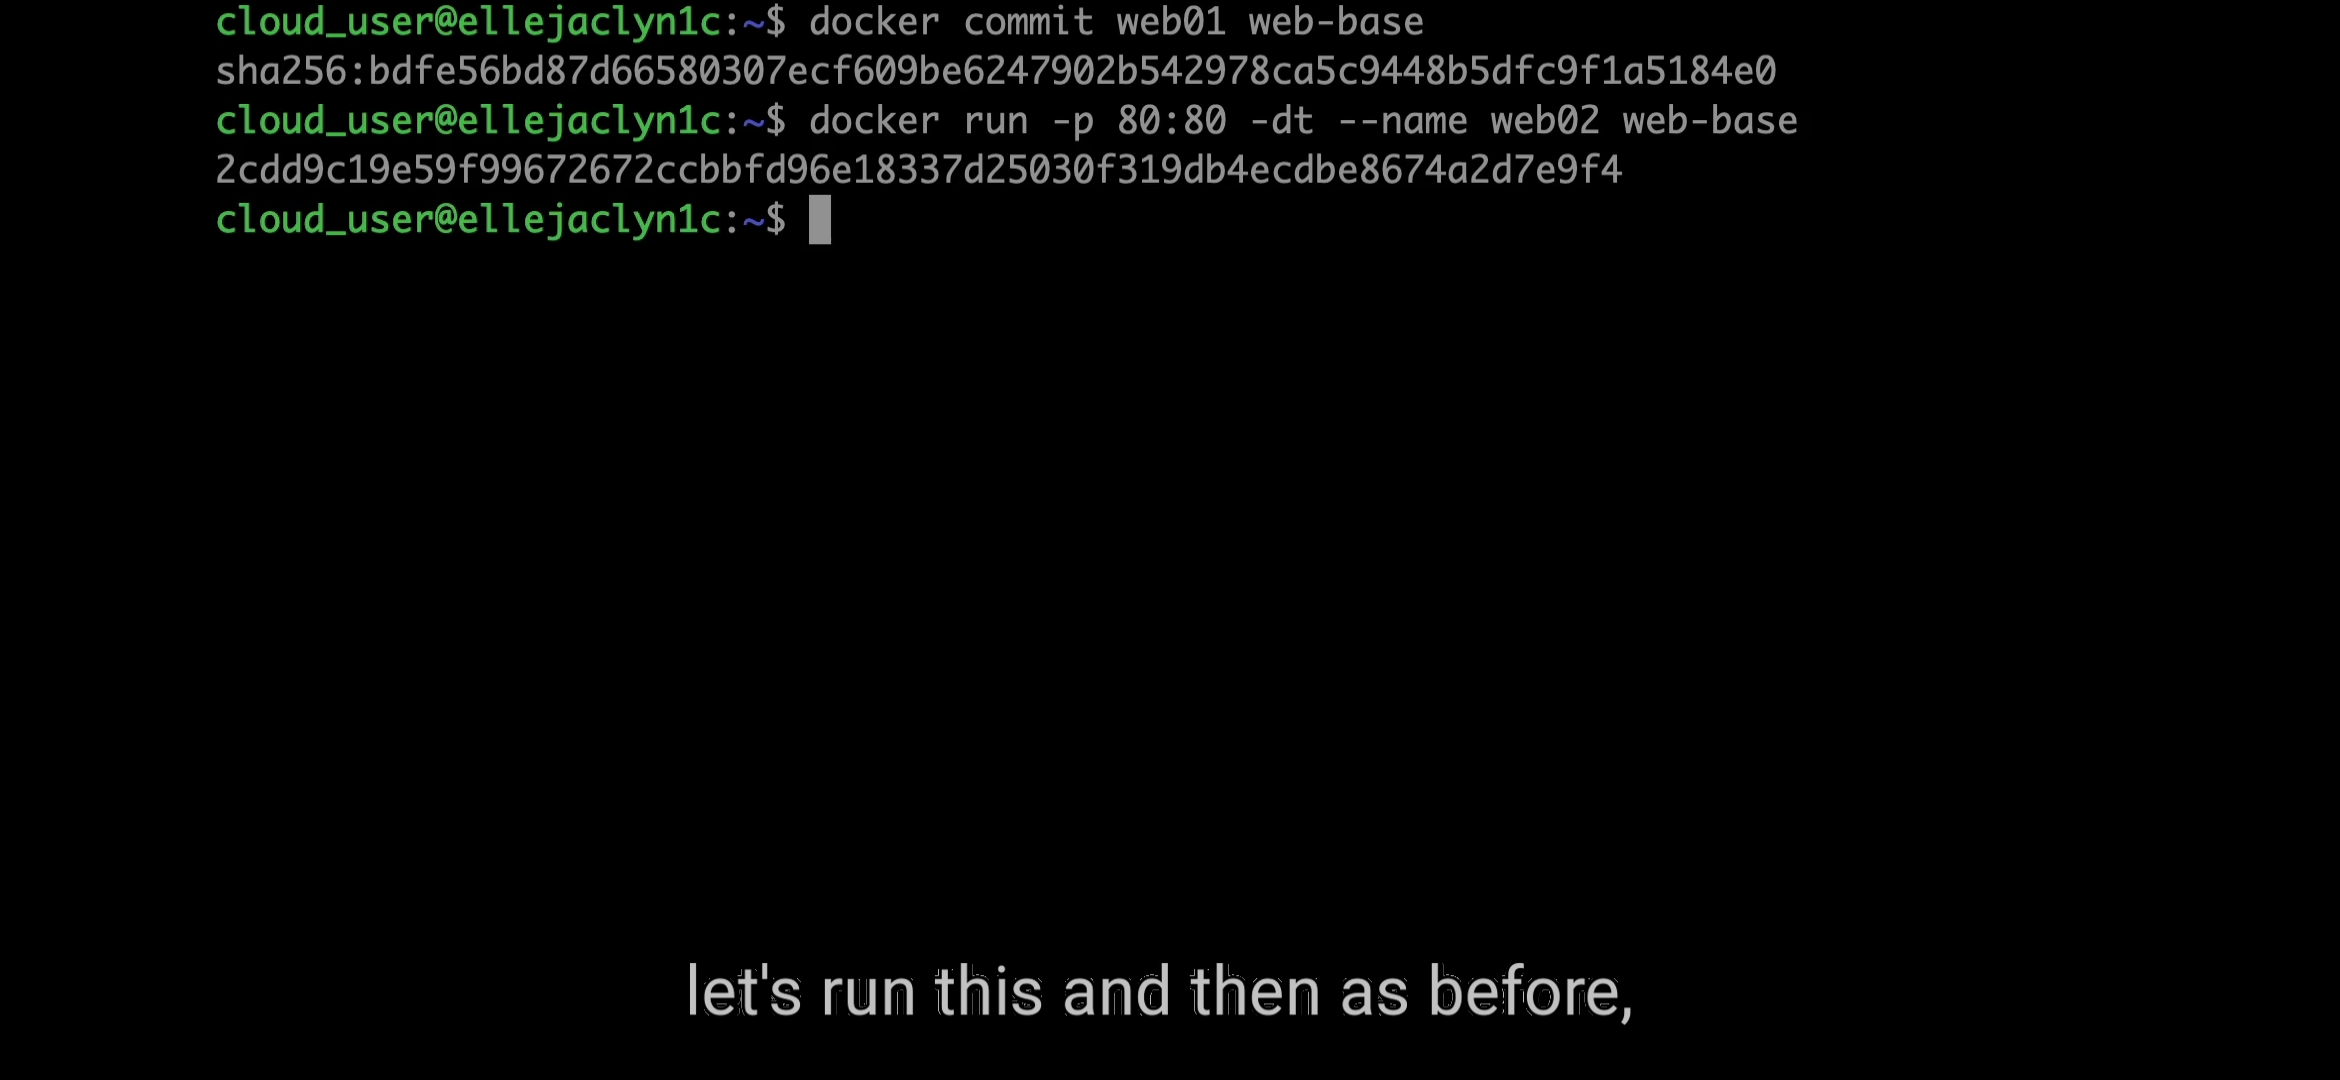 cloud_user@ellejaclyn1c:~$ docker commit web01 web-base
sha256:bdfe56bd87d66580307ecf609be6247902b542978ca5c9448b5dfc9f1a5184e0
cloud_user@ellejaclyn1c:~$ docker run -p 80:80 -dt --name web02 web-base
2cdd9c19e59f99672672ccbbfd96e18337d25030f319db4ecdbe8674a2d7e9f4
cloud_user@ellejaclyn1c:~$
let's run this and then as before,